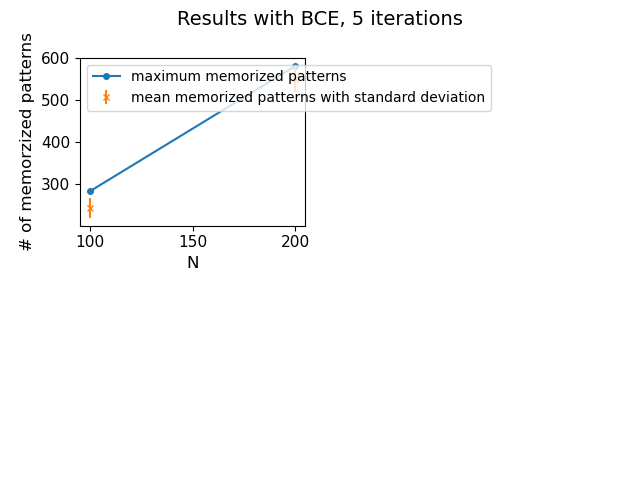 Results with BCE, 5 iterations
# of memorzized patterns
600
500
400
300
maximum memorized patterns
mean memorized patterns with standard deviation
100
150
200
N